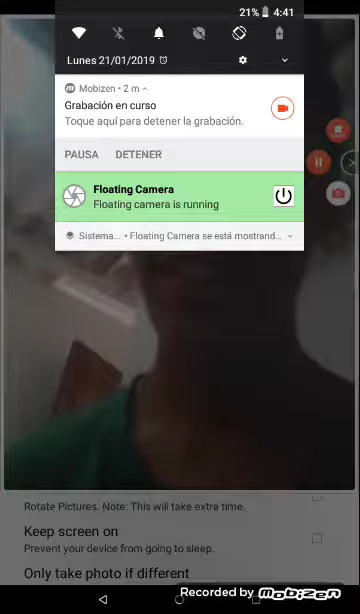 21% 4:41
Lunes 21/01/2019
Mobizen • 2 m
Grabación en curso
Toque aquí para detener la grabación.
PAUSA DETENER
Floating Camera
Floating camera is running
Sistema... • Floating Camera se está mostrand...
Rotate Pictures. Note: This will take extra time.
Keep screen on
Prevent your device from going to sleep.
Only take photo if different
Recorded by Mobizen